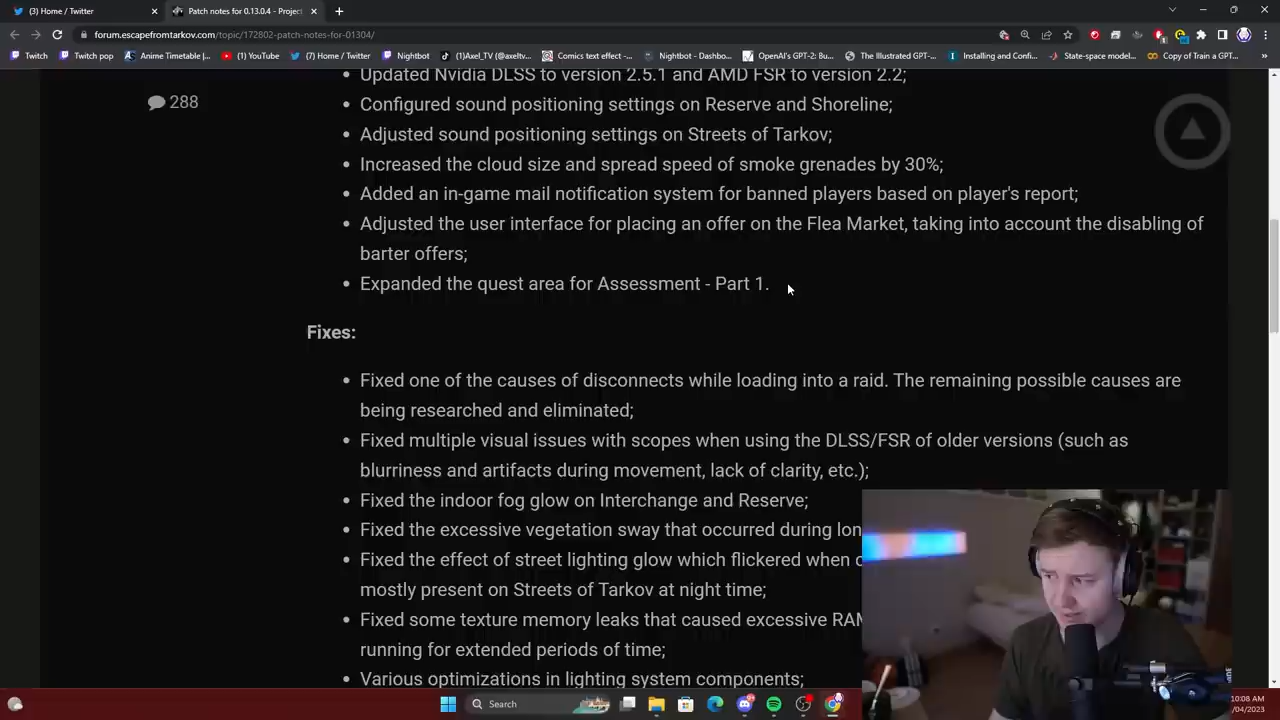 (3) Home / Twitter
Patch notes for 0.13.0.4 - Project
forum.escapefromtarkov.com/topic/172802-patch-notes-for-01304/
Twitch
Twitch pop
Anime Timetable |...
(1) YouTube
(7) Home / Twitter
Nightbot
(1)Axel_TV (@axeltv...
Comics text effect -...
Nightbot - Dashbo...
OpenAI's GPT-2: Bu...
The Illustrated GPT-...
Installing and Confi...
State-space model...
Copy of Train a GPT...
Updated Nvidia DLSS to version 2.5.1 and AMD FSR to version 2.2;
288
Configured sound positioning settings on Reserve and Shoreline;
Adjusted sound positioning settings on Streets of Tarkov;
Increased the cloud size and spread speed of smoke grenades by 30%;
Added an in-game mail notification system for banned players based on player's report;
Adjusted the user interface for placing an offer on the Flea Market, taking into account the disabling of
barter offers;
Expanded the quest area for Assessment - Part 1.
Fixes:
Fixed one of the causes of disconnects while loading into a raid. The remaining possible causes are
being researched and eliminated;
Fixed multiple visual issues with scopes when using the DLSS/FSR of older versions (such as
blurriness and artifacts during movement, lack of clarity, etc.);
Fixed the indoor fog glow on Interchange and Reserve;
Fixed the excessive vegetation sway that occurred during lon
Fixed the effect of street lighting glow which flickered when
mostly present on Streets of Tarkov at night time;
Fixed some texture memory leaks that caused excessive RAM
running for extended periods of time;
Various optimizations in lighting system components;
Search
10:08 AM
/04/2023